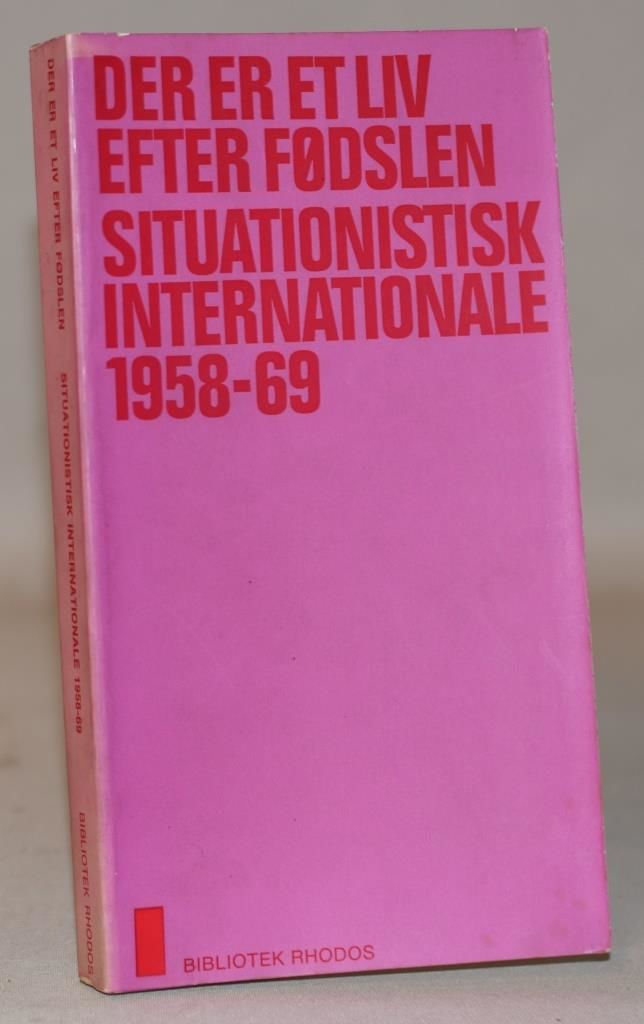 DER ER ET LIV
EFTER FØDSLEN
SITUATIONISTISK
INTERNATIONALE
1958-69
BIBLIOTEK RHODOS
DER ER ET LIV EFTER FØDSLEN SITUATIONISTISK INTERNATIONALE 1958-69 BIBLIOTEK RHODOS